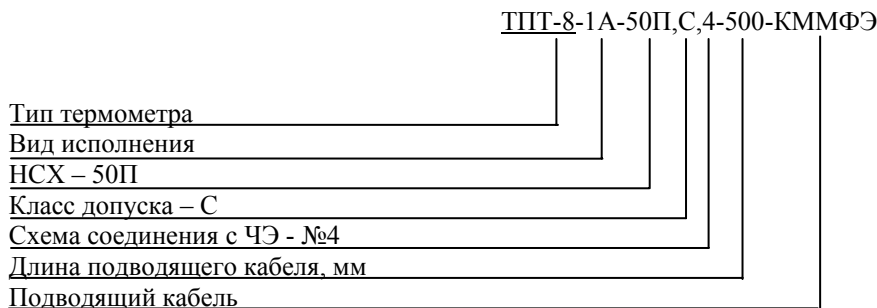 ТПТ-8-1А-50П,С,4-500-КММФЭ
Тип термометра
Вид исполнения
НСХ – 50П
Класс допуска – С
Схема соединения с ЧЭ - №4
Длина подводящего кабеля, мм
Подводящий кабель